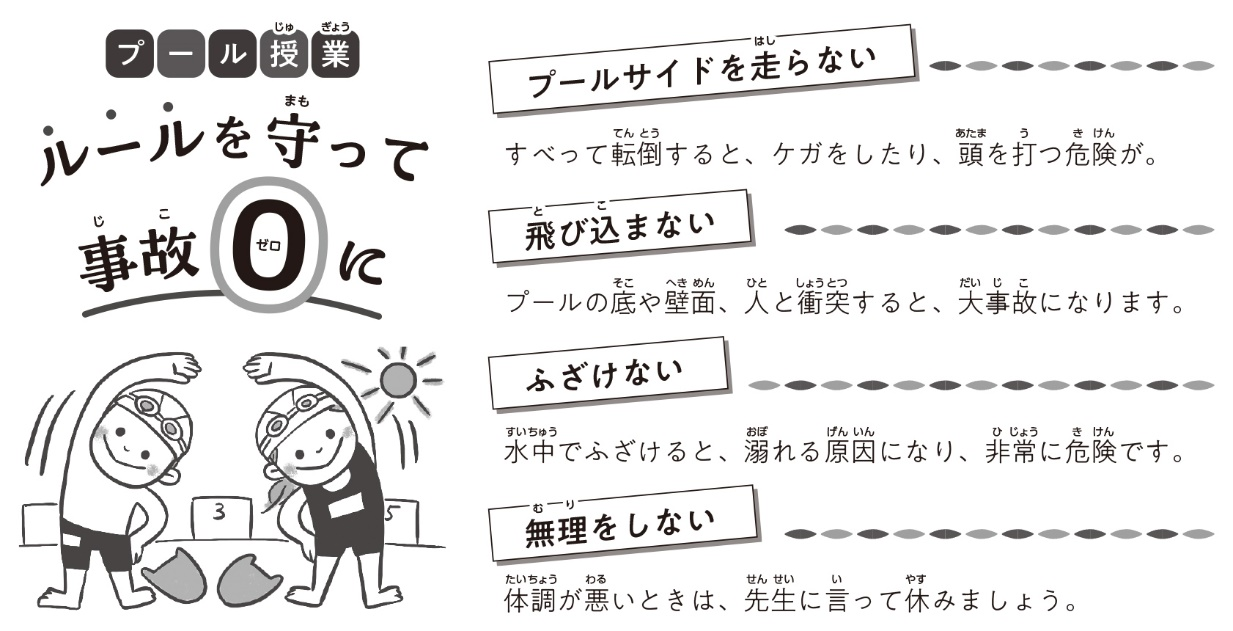 プール授業
ルールを守って
事故0に
プールサイドを走らない
すべって転倒すると、ケガをしたり、頭を打つ危険が。
飛び込まない
プールの底や壁面、人と衝突すると、大事故になります。
ふざけない
水中でふざけると、溺れる原因になり、非常に危険です。
無理をしない
体調が悪いときは、先生に言って休みましょう。
3
5